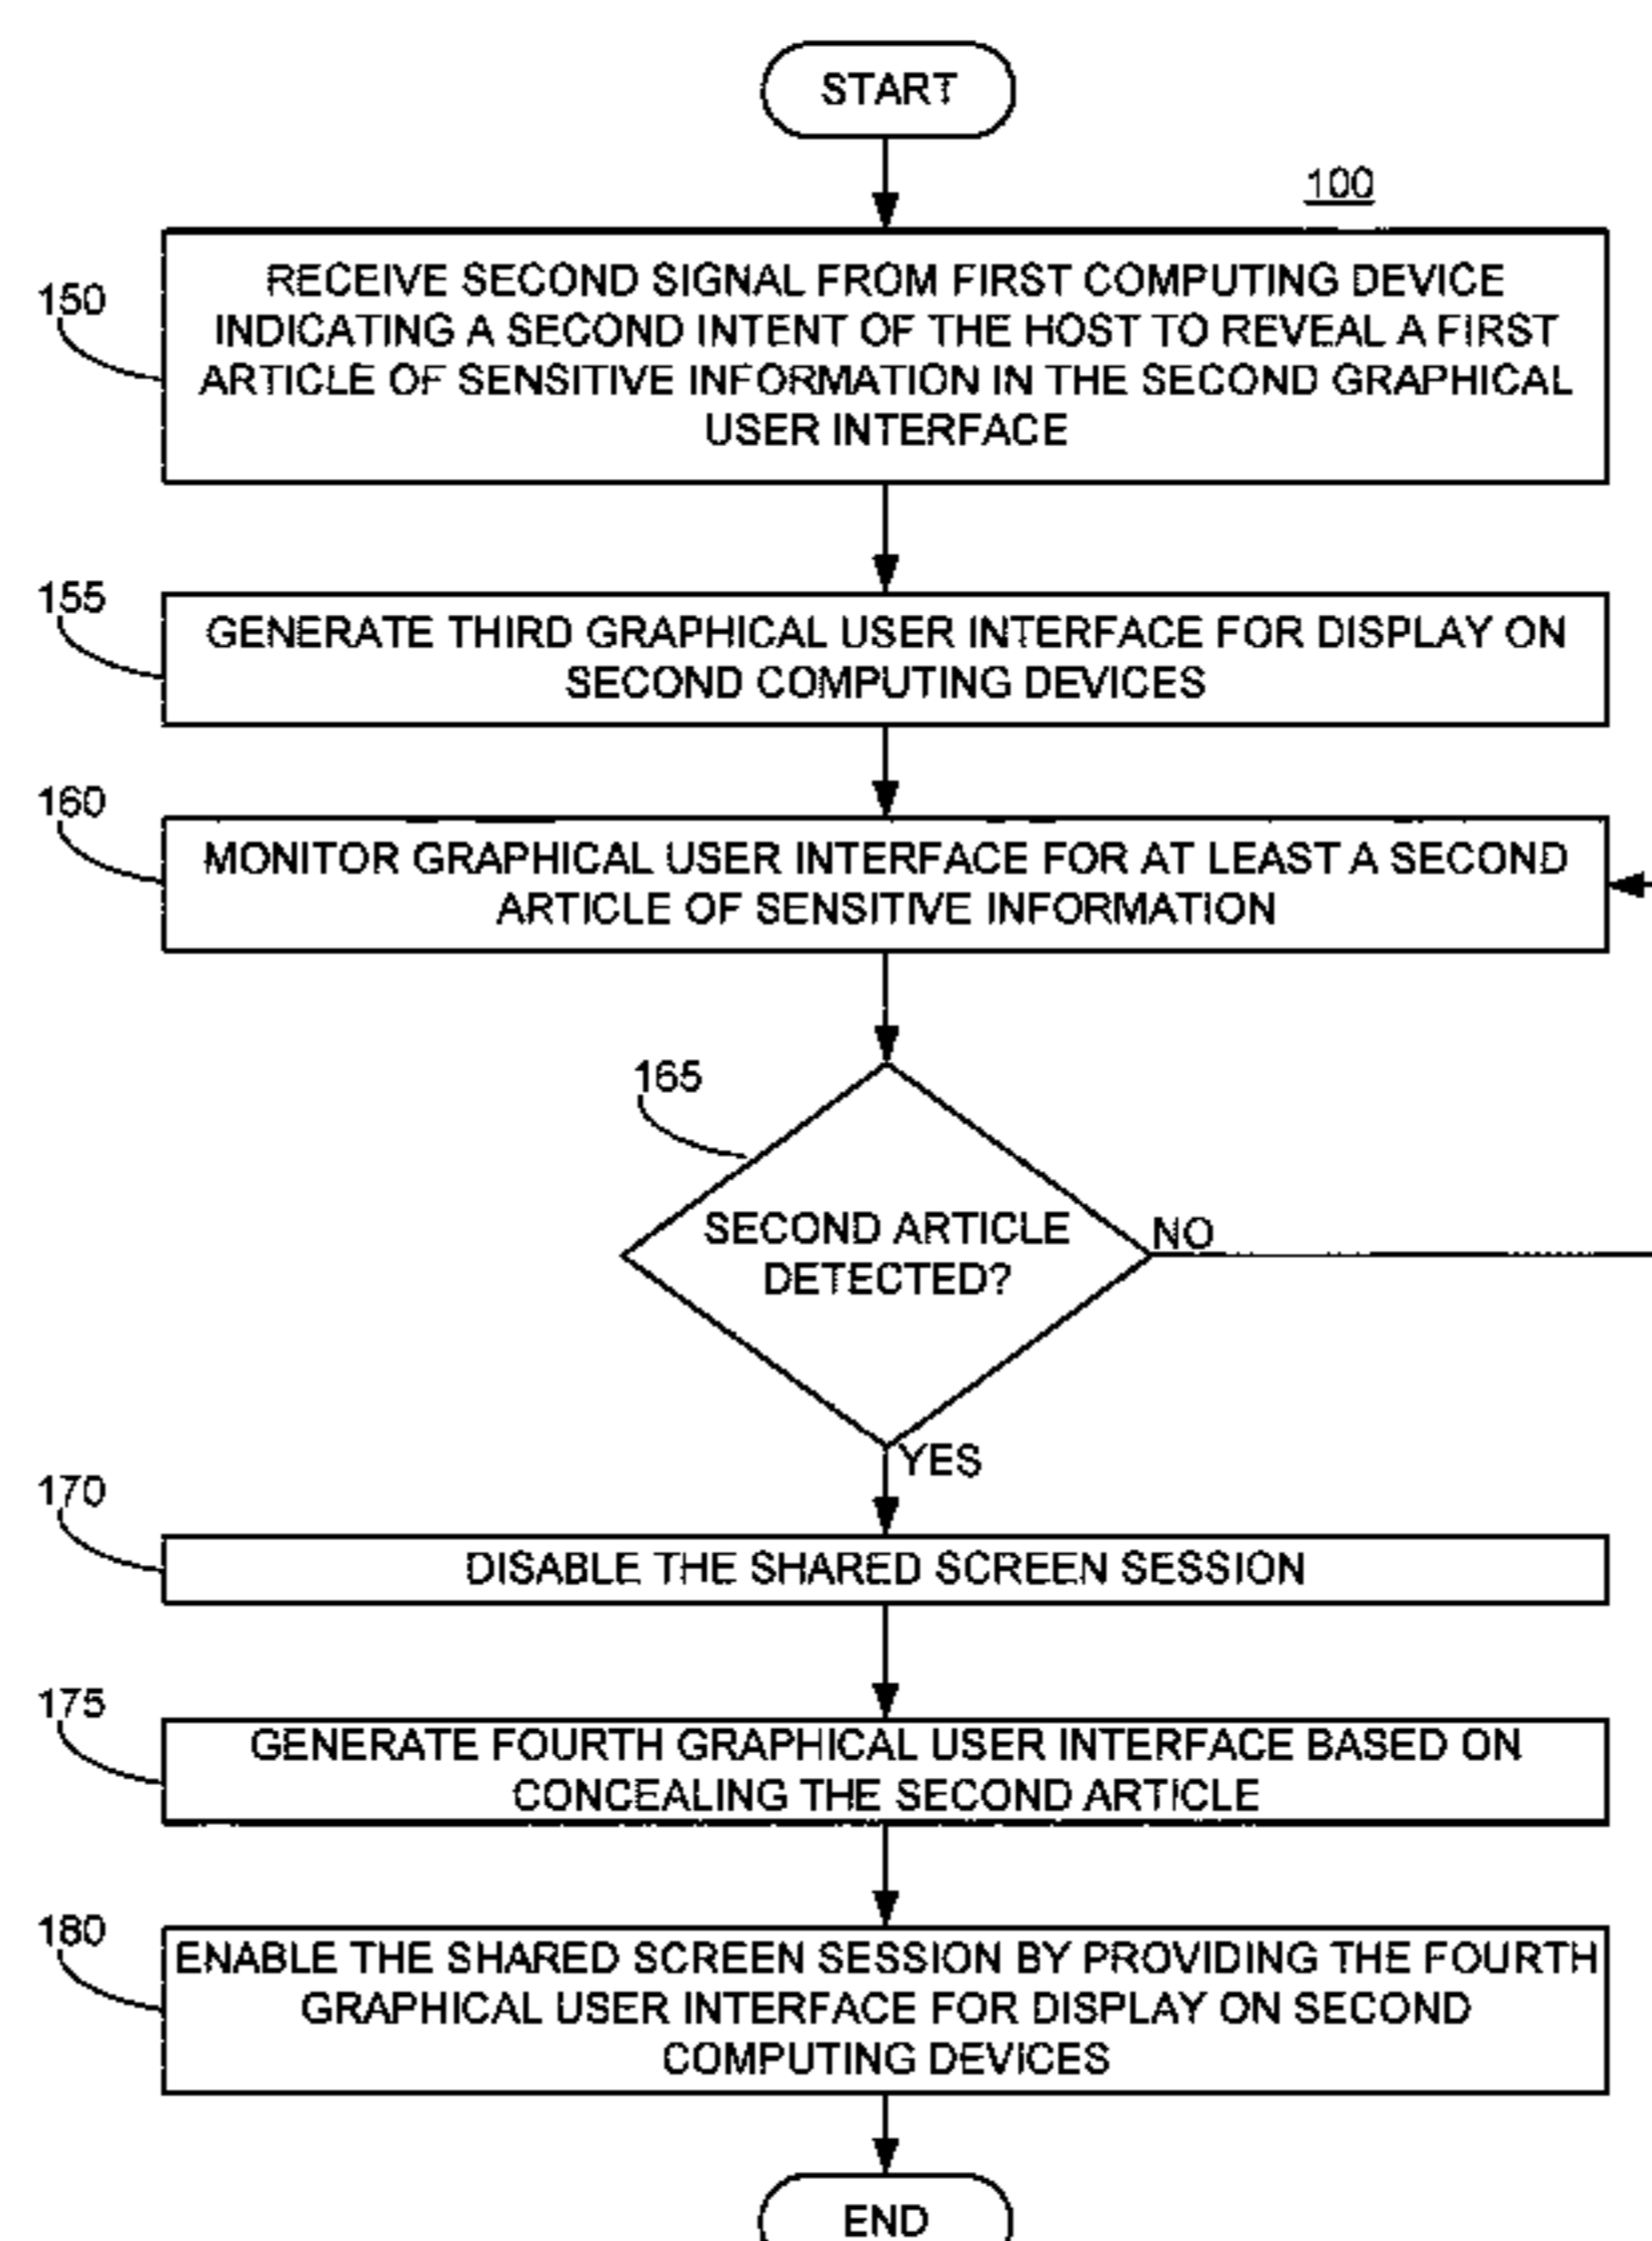 START
100
150
RECEIVE SECOND SIGNAL FROM FIRST COMPUTING DEVICE
INDICATING A SECOND INTENT OF THE HOST TO REVEAL A FIRST
ARTICLE OF SENSITIVE INFORMATION IN THE SECOND GRAPHICAL
USER INTERFACE
155
GENERATE THIRD GRAPHICAL USER INTERFACE FOR DISPLAY ON
SECOND COMPUTING DEVICES
160
MONITOR GRAPHICAL USER INTERFACE FOR AT LEAST A SECOND
ARTICLE OF SENSITIVE INFORMATION
165
SECOND ARTICLE
DETECTED?
NO
YES
170
DISABLE THE SHARED SCREEN SESSION
175
GENERATE FOURTH GRAPHICAL USER INTERFACE BASED ON
CONCEALING THE SECOND ARTICLE
180
ENABLE THE SHARED SCREEN SESSION BY PROVIDING THE FOURTH
GRAPHICAL USER INTERFACE FOR DISPLAY ON SECOND
COMPUTING DEVICES
END